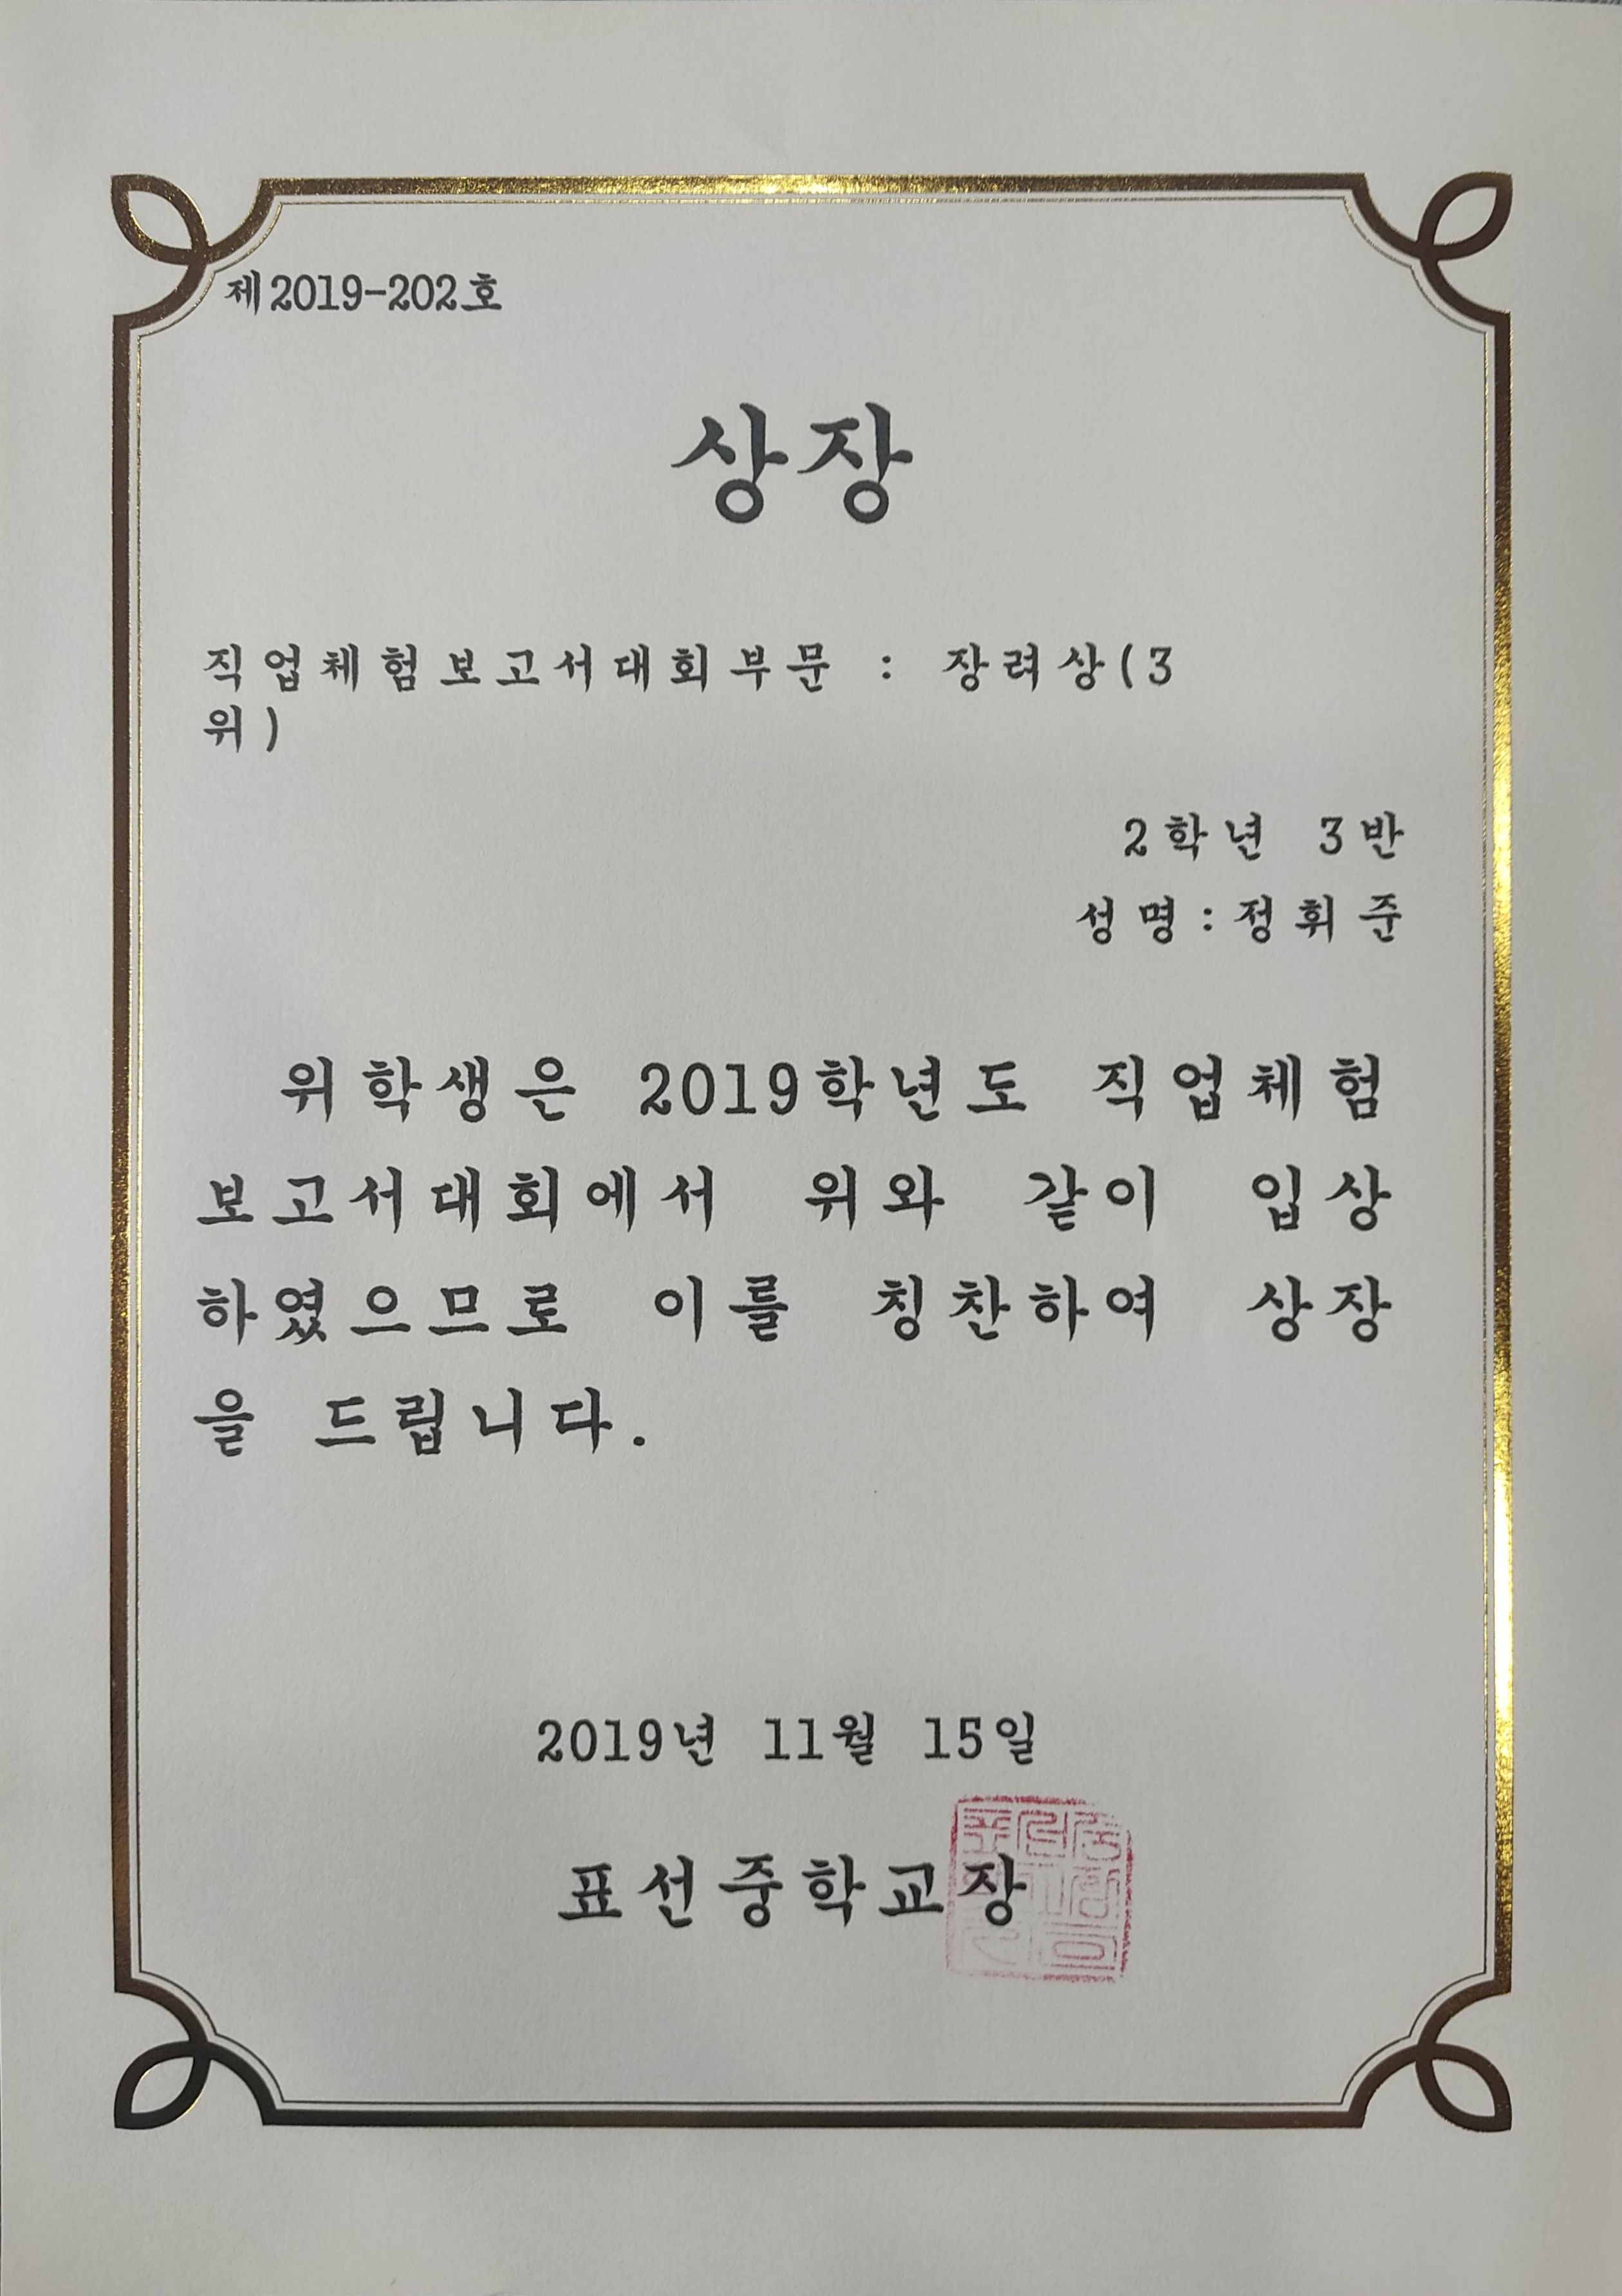 제2019-202호
상장
직업체험보고서대회부문 : 장려상(3
위)
2학년 3반
성명:정휘준
위학생은 2019학년도 직업체험
보고서대회에서 위와 같이 입상
하였으므로 이를 칭찬하여 상장
을 드립니다.
2019년 11월 15일
표선중학교장